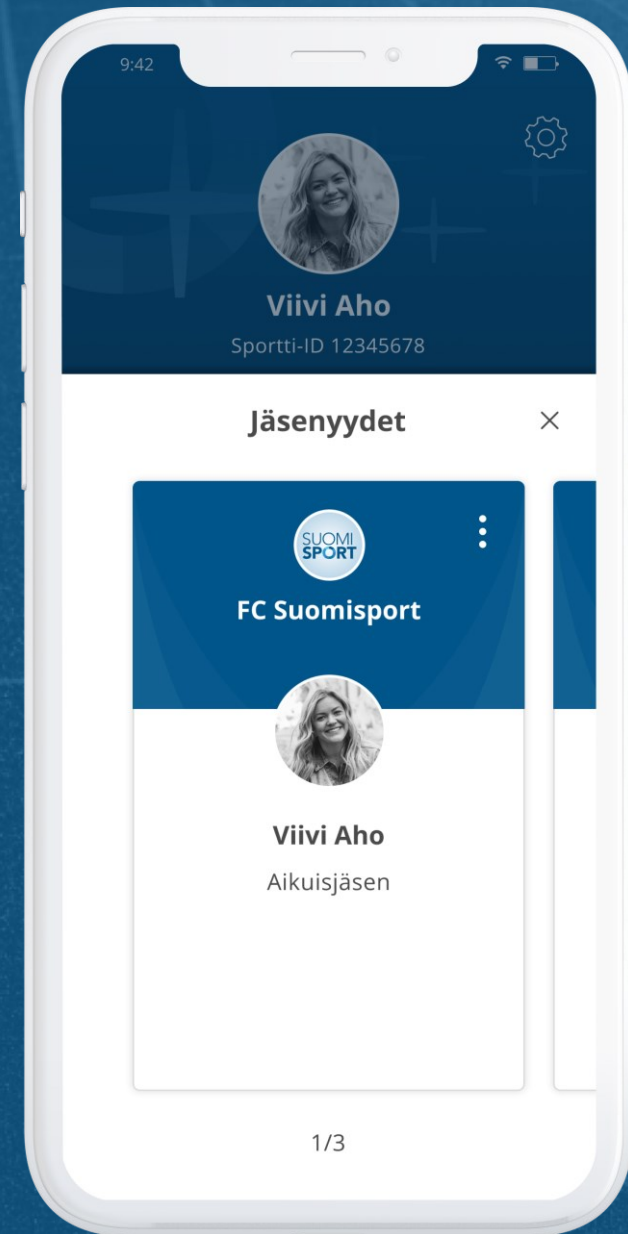 9:42
Viivi Aho
Sportti-ID 12345678
Jäsenyydet
SUOMI
SPORT
FC Suomisport
Viivi Aho
Aikuisjäsen
1/3